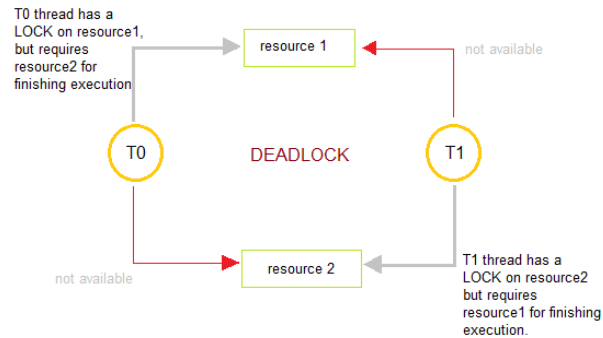 T0 thread has a
LOCK on resource1,
but requires
resource2 for
finishing execution
resource 1
not available
T0
DEADLOCK
T1
not available
resource 2
T1 thread has a
LOCK on resource2
but requires
resource1 for finishing
execution.